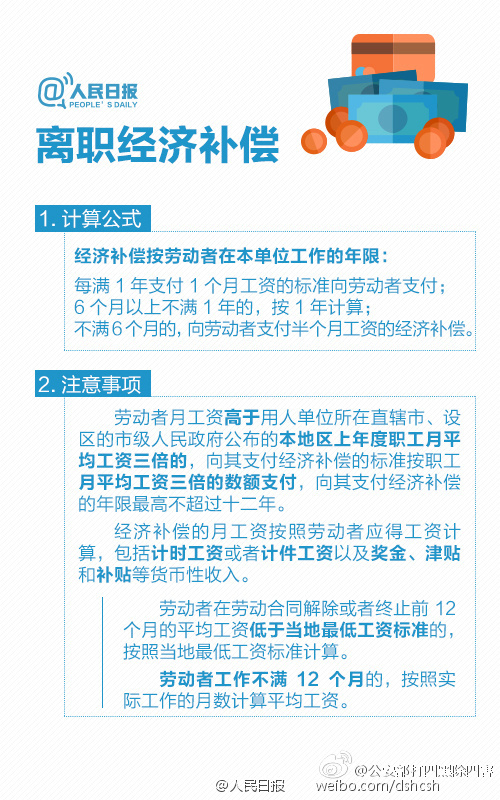 @人民日报
PEOPLE'S DAILY
离职经济补偿
1. 计算公式
经济补偿按劳动者在本单位工作的年限：
每满 1 年支付 1 个月工资的标准向劳动者支付；
6 个月以上不满 1 年的，按 1 年计算；
不满6个月的, 向劳动者支付半个月工资的经济补偿。
2. 注意事项
劳动者月工资高于用人单位所在直辖市、设
区的市级人民政府公布的本地区上年度职工月平
均工资三倍的，向其支付经济补偿的标准按职工
月平均工资三倍的数额支付，向其支付经济补偿
的年限最高不超过十二年。
经济补偿的月工资按照劳动者应得工资计
算，包括计时工资或者计件工资以及奖金、津贴
和补贴等货币性收入。
劳动者在劳动合同解除或者终止前 12
个月的平均工资低于当地最低工资标准的，
按照当地最低工资标准计算。
劳动者工作不满 12 个月的，按照实
际工作的月数计算平均工资。
@人民日报
@公安部打四黑除四害
weibo.com/dshcsh